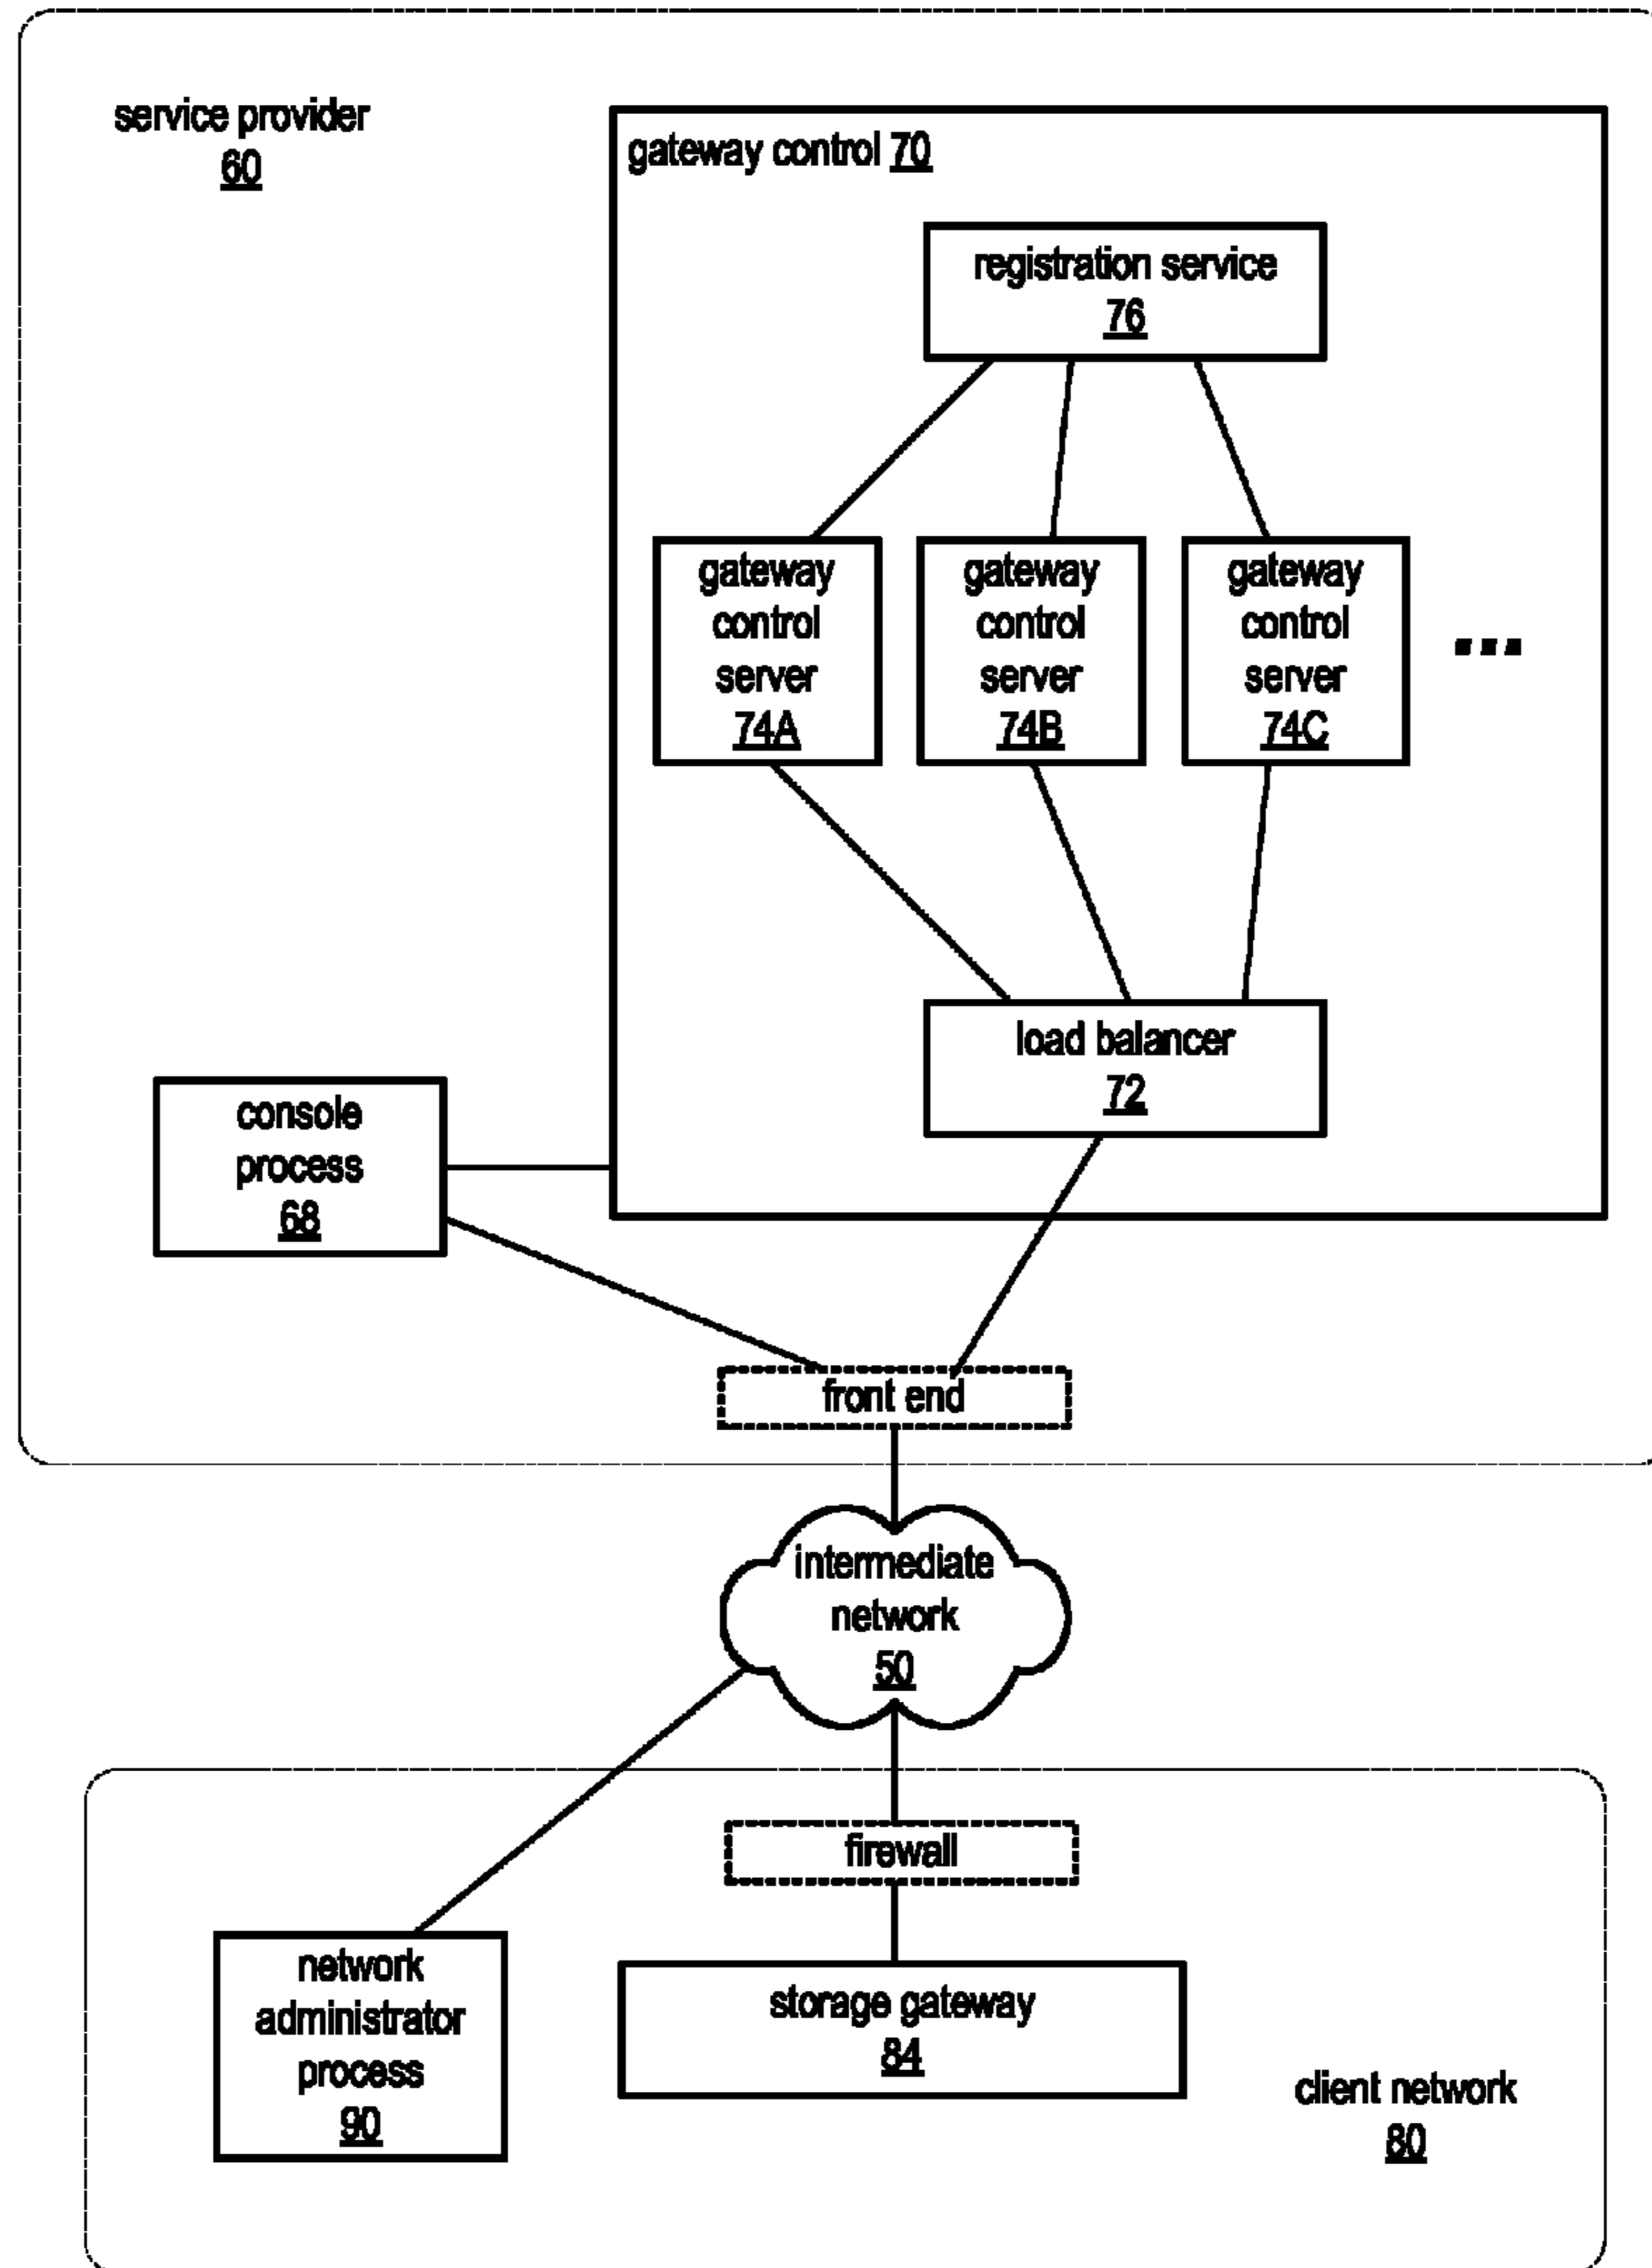 service provider
60
gateway control 70
registration service
76
gateway
control
server
74A
gateway
control
server
74B
gateway
control
server
74C
...
load balancer
72
console
process
68
front end
intermediate
network
50
firewall
network
administrator
process
90
storage gateway
84
client network
80